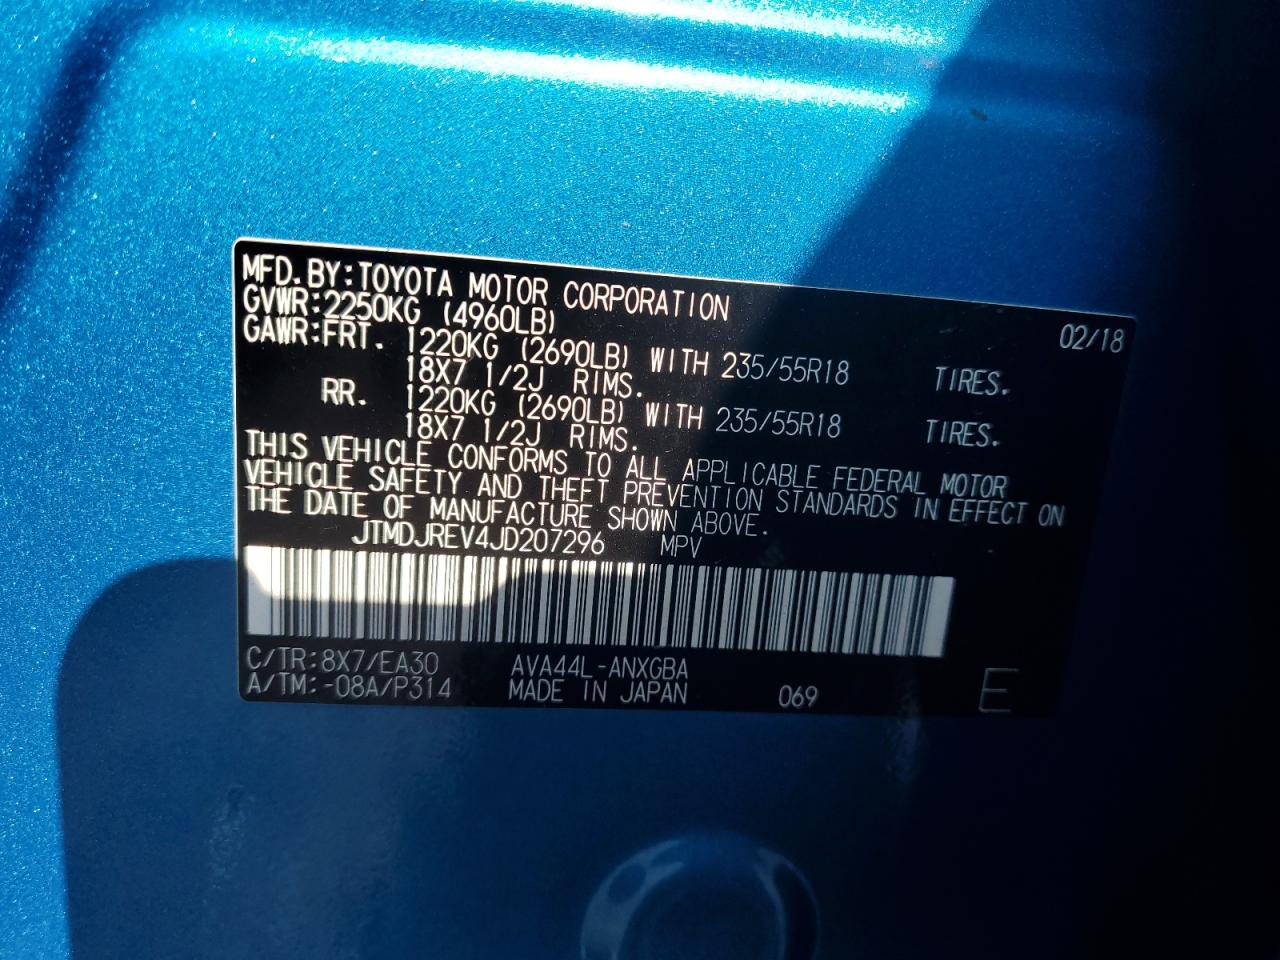 MFD. BY: TOYOTA MOTOR CORPORATION 02/18
GVWR: 2250KG (4960LB)
GAWR: FRT. 1220KG (2690LB) WITH 235/55R18 TIRES.
18X7 1/2J RIMS.
RR. 1220KG (2690LB) WITH 235/55R18 TIRES.
18X7 1/2J RIMS.
THIS VEHICLE CONFORMS TO ALL APPLICABLE FEDERAL MOTOR
VEHICLE SAFETY AND THEFT PREVENTION STANDARDS IN EFFECT ON
THE DATE OF MANUFACTURE SHOWN ABOVE.
JTMDJREV4JD207296 MPV
C/TR: 8X7/EA30 AVA44L-ANXGBA
A/TM: -08A/P314 MADE IN JAPAN 069 E